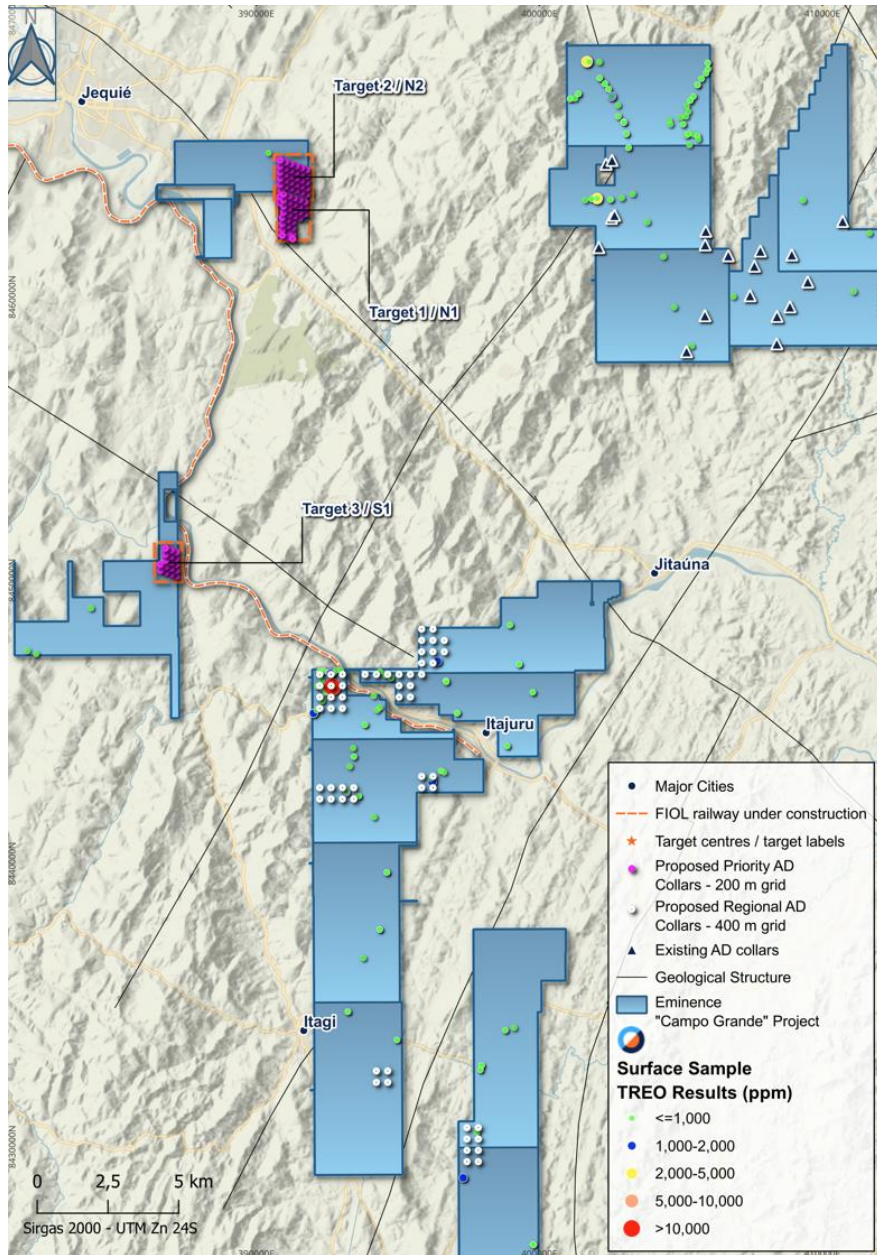 390000E
400000E
410000E
N
Jequié
Target 2 / N2
Target 1 / N1
8460000N
Target 3 / S1
8450000N
Jitaúna
Itajuru
8440000N
Itagi
8430000N
Major Cities
FIOL railway under construction
Target centres / target labels
Proposed Priority AD
Collars - 200 m grid
Proposed Regional AD
Collars - 400 m grid
Existing AD collars
Geological Structure
Eminence
"Campo Grande" Project
Surface Sample
TREO Results (ppm)
<=1,000
1,000-2,000
2,000-5,000
5,000-10,000
>10,000
0 2,5 5 km
Sirgas 2000 - UTM Zn 24S
390000E
400000E